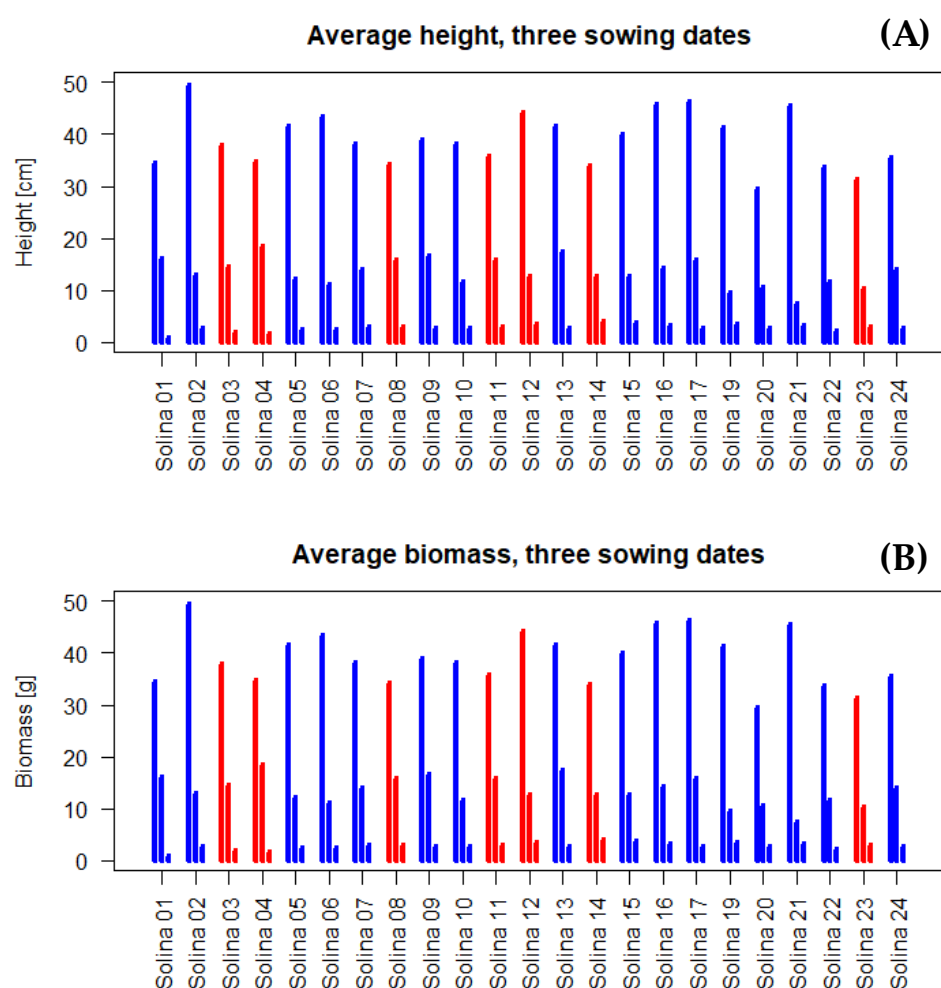 Average height, three sowing dates
(A)
Height [cm]
50
40
30
20
10
0
Solina 01
Solina 02
Solina 03
Solina 04
Solina 05
Solina 06
Solina 07
Solina 08
Solina 09
Solina 10
Solina 11
Solina 12
Solina 13
Solina 14
Solina 15
Solina 16
Solina 17
Solina 19
Solina 20
Solina 21
Solina 22
Solina 23
Solina 24
Average biomass, three sowing dates
(B)
Biomass [g]
50
40
30
20
10
0
Solina 01
Solina 02
Solina 03
Solina 04
Solina 05
Solina 06
Solina 07
Solina 08
Solina 09
Solina 10
Solina 11
Solina 12
Solina 13
Solina 14
Solina 15
Solina 16
Solina 17
Solina 19
Solina 20
Solina 21
Solina 22
Solina 23
Solina 24